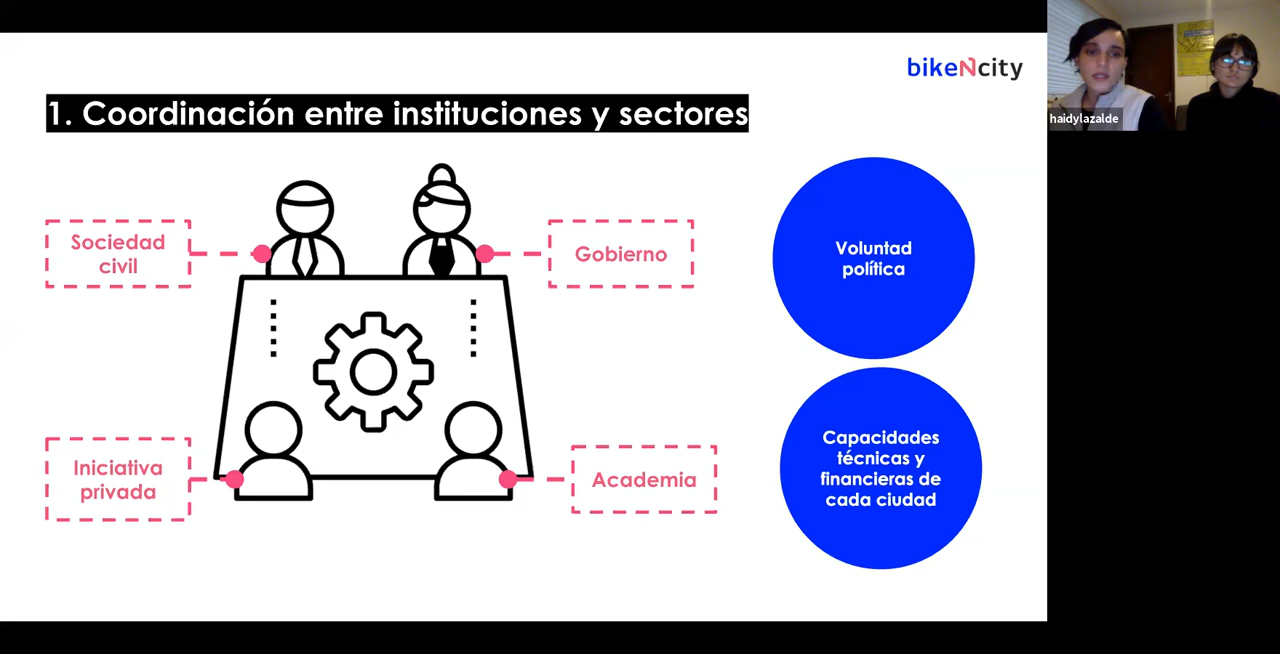 bikeNcity
1. Coordinación entre instituciones y sectores
haidylazalde
Sociedad
civil
Gobierno
Voluntad
política
Iniciativa
privada
Academia
Capacidades
técnicas y
financieras de
cada ciudad